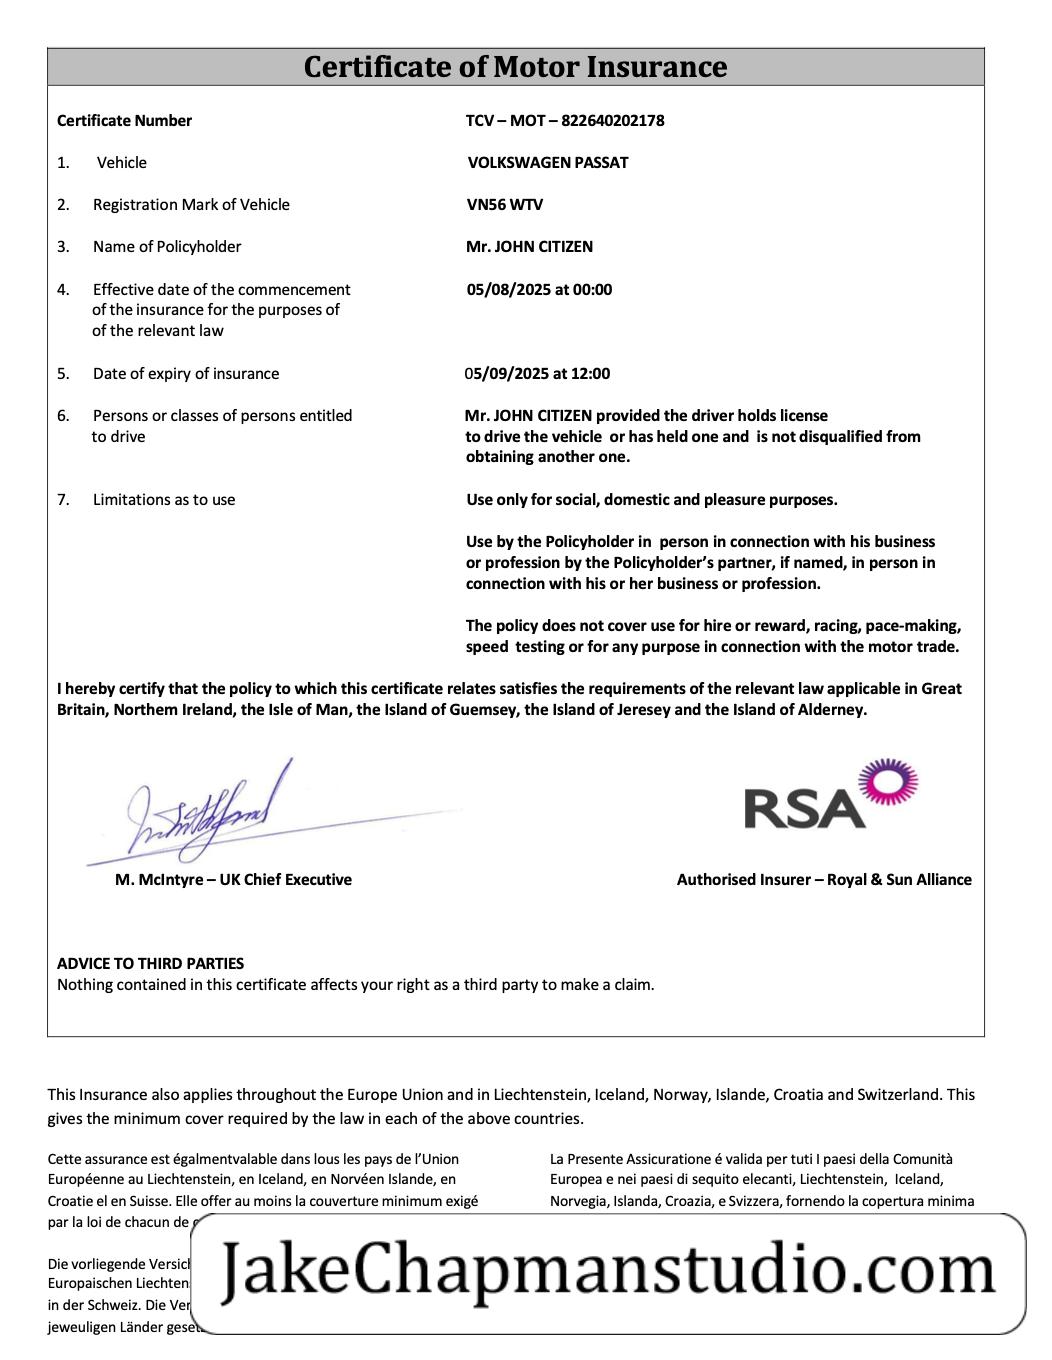 Certificate of Motor Insurance
Certificate Number TCV – MOT – 822640202178
1. Vehicle VOLKSWAGEN PASSAT
2. Registration Mark of Vehicle VN56 WTV
3. Name of Policyholder Mr. JOHN CITIZEN
4. Effective date of the commencement 05/08/2025 at 00:00
of the insurance for the purposes of
of the relevant law
5. Date of expiry of insurance 05/09/2025 at 12:00
6. Persons or classes of persons entitled Mr. JOHN CITIZEN provided the driver holds license
to drive to drive the vehicle or has held one and is not disqualified from
obtaining another one.
7. Limitations as to use Use only for social, domestic and pleasure purposes.
Use by the Policyholder in person in connection with his business
or profession by the Policyholder’s partner, if named, in person in
connection with his or her business or profession.
The policy does not cover use for hire or reward, racing, pace-making,
speed testing or for any purpose in connection with the motor trade.
I hereby certify that the policy to which this certificate relates satisfies the requirements of the relevant law applicable in Great
Britain, Northem Ireland, the Isle of Man, the Island of Guemsey, the Island of Jeresey and the Island of Alderney.
RSA
M. McIntyre – UK Chief Executive Authorised Insurer – Royal & Sun Alliance
ADVICE TO THIRD PARTIES
Nothing contained in this certificate affects your right as a third party to make a claim.
This Insurance also applies throughout the Europe Union and in Liechtenstein, Iceland, Norway, Islande, Croatia and Switzerland. This
gives the minimum cover required by the law in each of the above countries.
Cette assurance est égalmentvalable dans lous les pays de l’Union
Européenne au Liechtenstein, en Iceland, en Norvéen Islande, en
Croatie el en Suisse. Elle offer au moins la couverture minimum exigé
par la loi de chacun de
La Presente Assicuratione é valida per tuti I paesi della Comunità
Europea e nei paesi di sequito elecanti, Liechtenstein, Iceland,
Norvegia, Islanda, Croazia, e Svizzera, fornendo la copertura minima
Die vorliegende
Europaischen
in der Schweiz. Die
jeweuligen Länder
JakeChapmanstudio.com